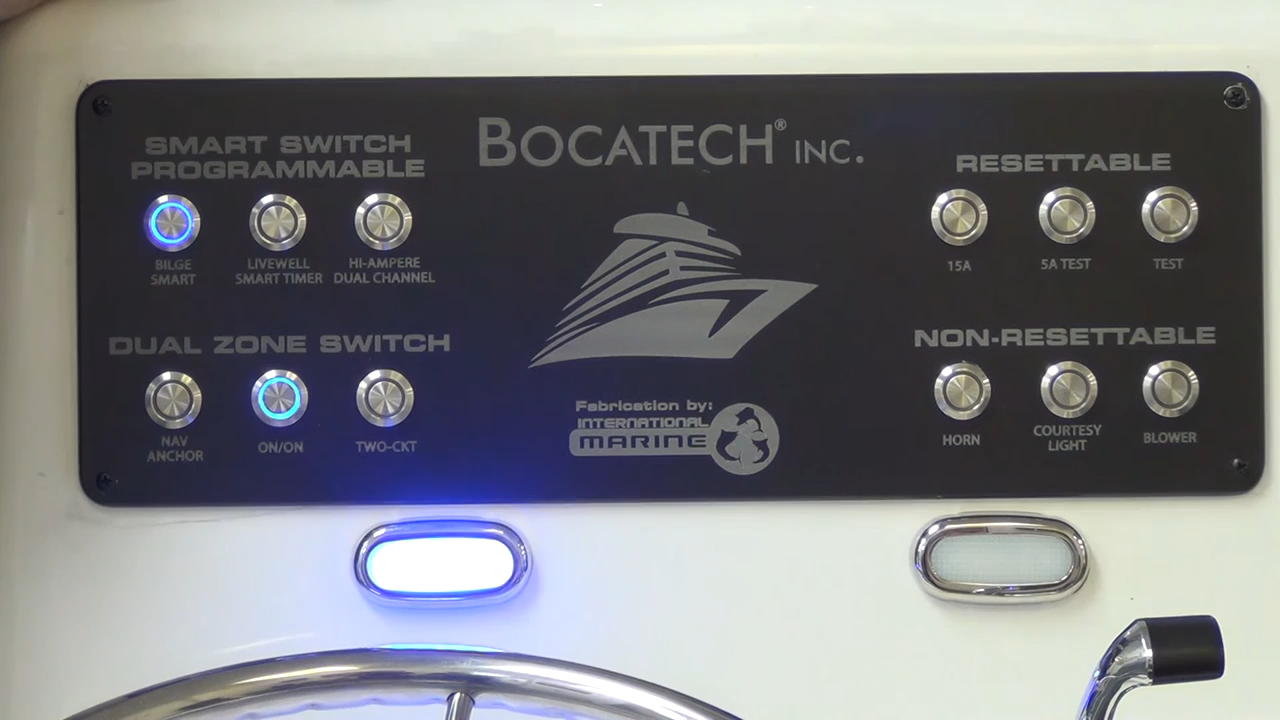 BOCATECH® INC.
SMART SWITCH
PROGRAMMABLE
BILGE
SMART
LIVEWELL
SMART TIMER
HI-AMPERE
DUAL CHANNEL
DUAL ZONE SWITCH
NAV
ANCHOR
ON/ON
TWO-CKT
Fabrication by:
INTERNATIONAL
MARINE
RESETTABLE
15A
5A TEST
TEST
NON-RESETTABLE
HORN
COURTESY
LIGHT
BLOWER